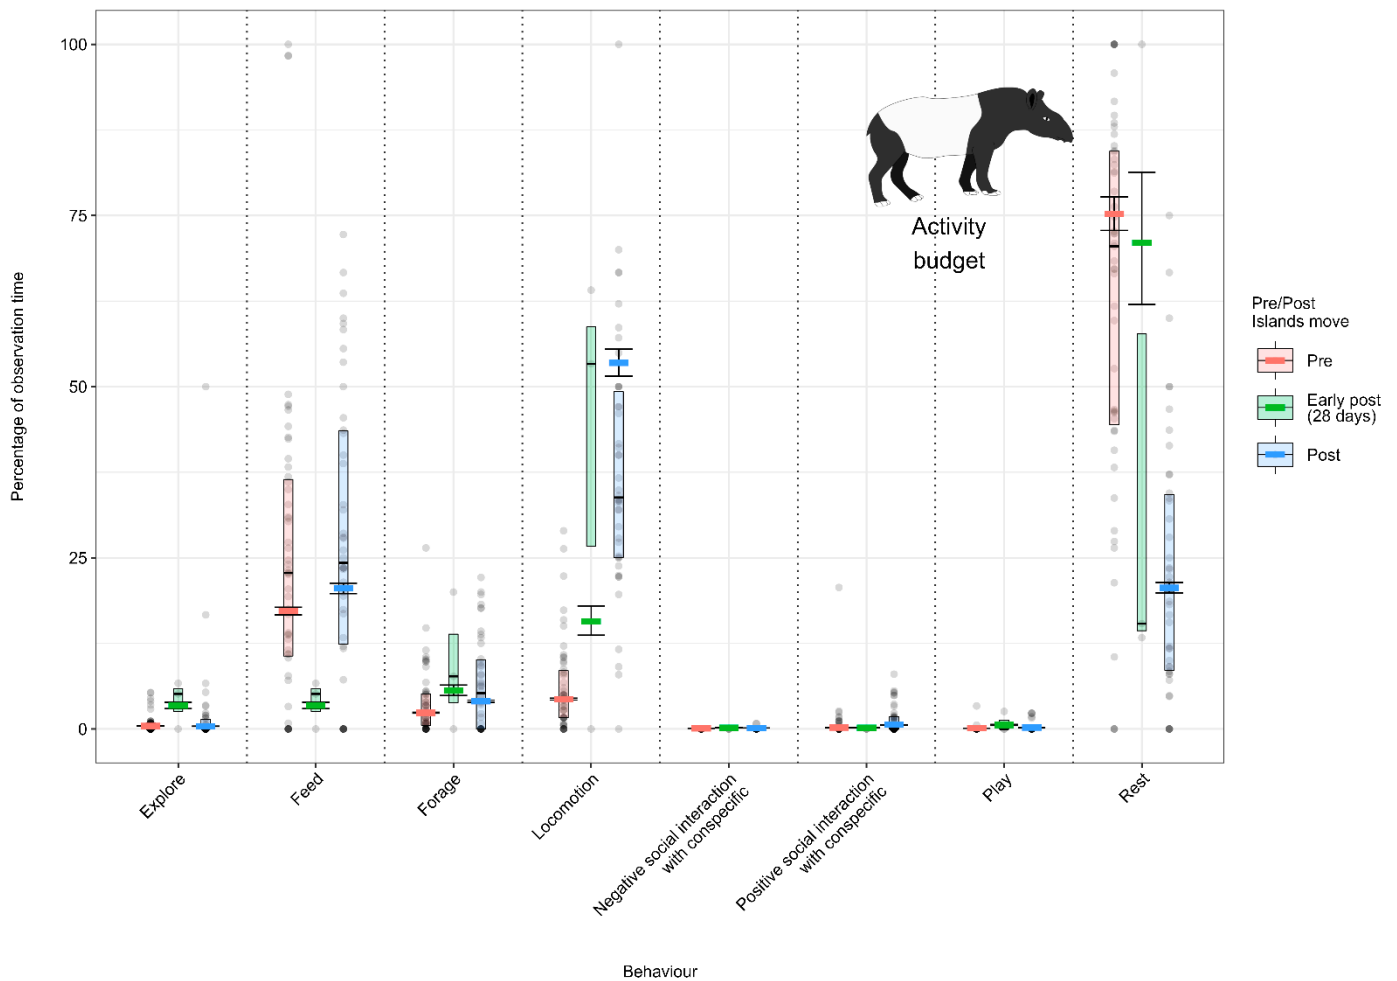 100
75
50
25
0
Percentage of observation time
Activity
budget
Pre/Post
Islands move
Pre
Early post
(28 days)
Post
Explore
Feed
Forage
Locomotion
Negative social interaction
with conspecific
Positive social interaction
with conspecific
Play
Rest
Behaviour